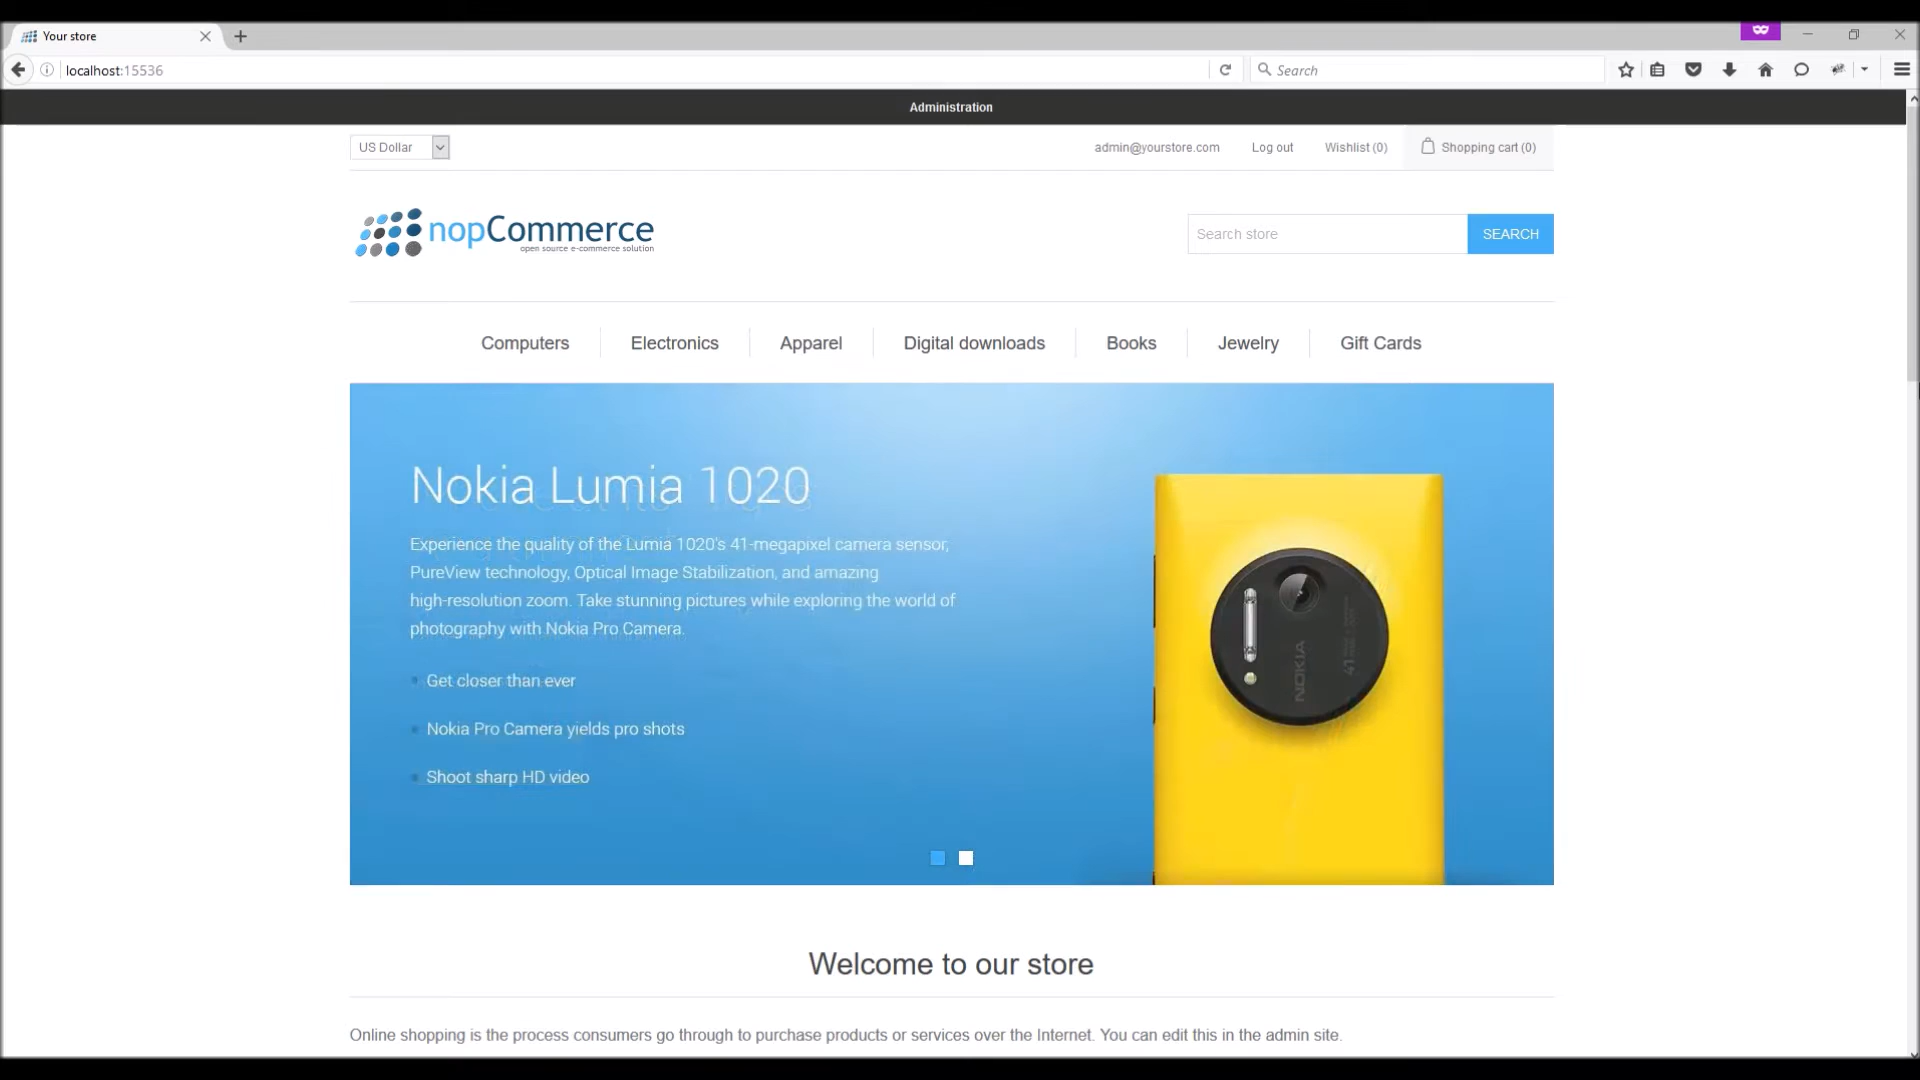 Your store
localhost:15536
Search
Administration
US Dollar
admin@yourstore.com
Log out
Wishlist (0)
Shopping cart (0)
nopCommerce
open source e-commerce solution
Search store
SEARCH
Computers
Electronics
Apparel
Digital downloads
Books
Jewelry
Gift Cards
Nokia Lumia 1020
Experience the quality of the Lumia 1020's 41-megapixel camera sensor,
PureView technology, Optical Image Stabilization, and amazing
high-resolution zoom. Take stunning pictures while exploring the world of
photography with Nokia Pro Camera.
Get closer than ever
Nokia Pro Camera yields pro shots
Shoot sharp HD video
NOKIA
Welcome to our store
Online shopping is the process consumers go through to purchase products or services over the Internet. You can edit this in the admin site.